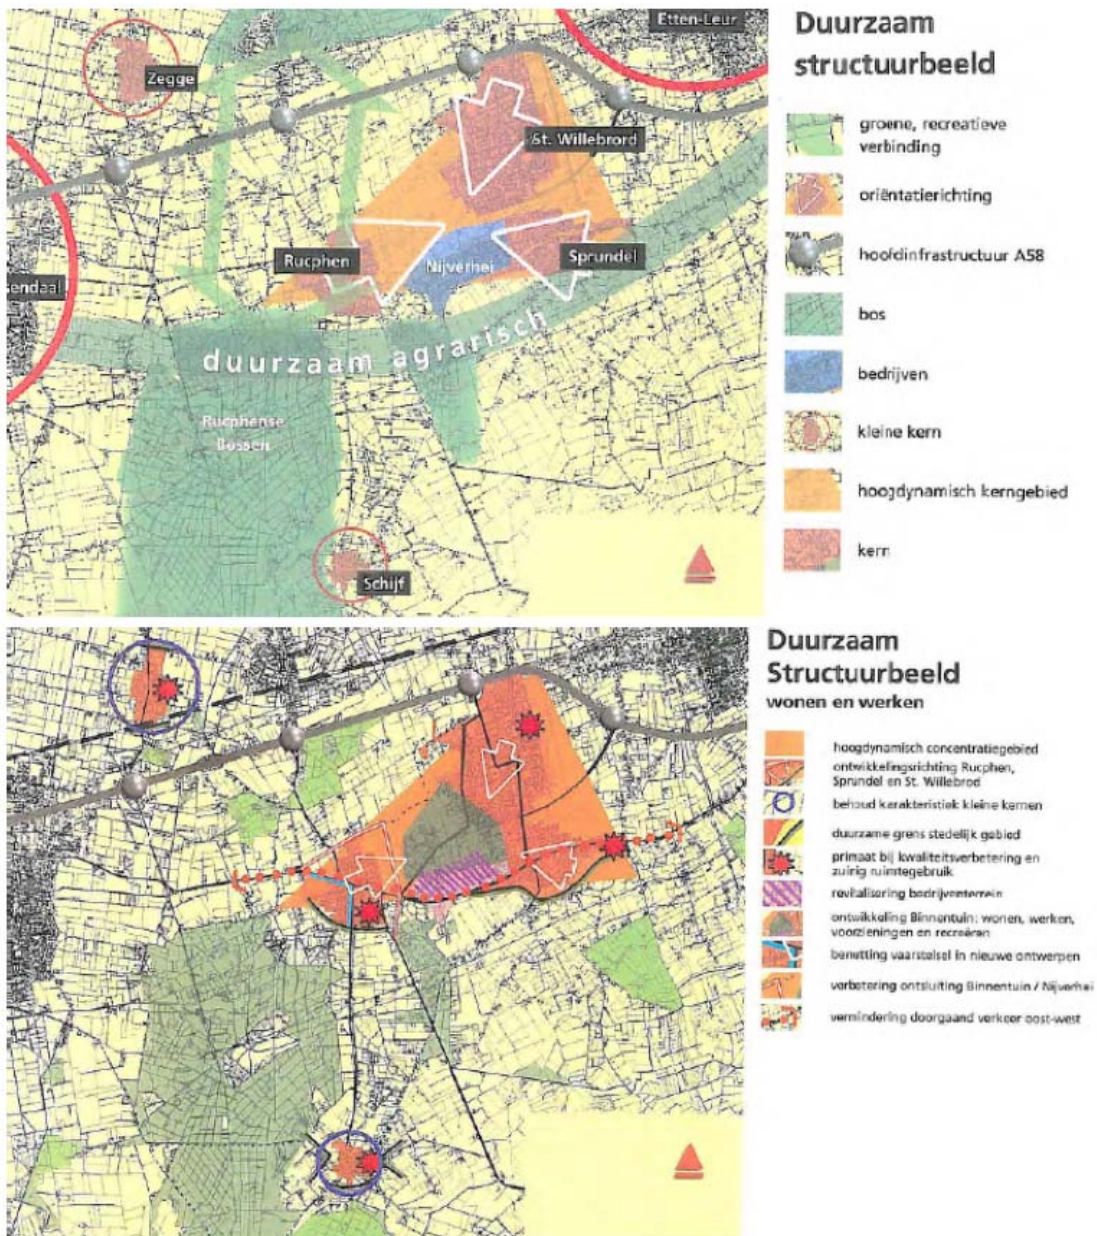 Etten-Leur
Zegge
St. Willebrord
Rucphen
Nijverhei
Sprundel
sendaal
duurzaam agrarisch
Rucphense
Bossen
Schijf
Duurzaam
structuurbeeld
groene, recreatieve
verbinding
oriëntatierichting
hoofdinfrastructuur A58
bos
bedrijven
kleine kern
hoogdynamisch kerngebied
kern
Duurzaam
Structuurbeeld
wonen en werken
hoogdynamisch concentratiegebied
ontwikkelingsrichting Rucphen,
Sprundel en St. Willebrod
behoud karakteristiek kleine kernen
duurzame grens stedelijk gebied
primaat bij kwaliteitsverbetering en
zuinig ruimtegebruik
revitalisering bedrijventerrein
ontwikkeling Binnentuin: wonen, werken,
voorzieningen en recreëren
benutting vaartstelsel in nieuwe ontwerpen
verbetering ontsluiting Binnentuin / Nijverhei
vermindering doorgaand verkeer oost-west